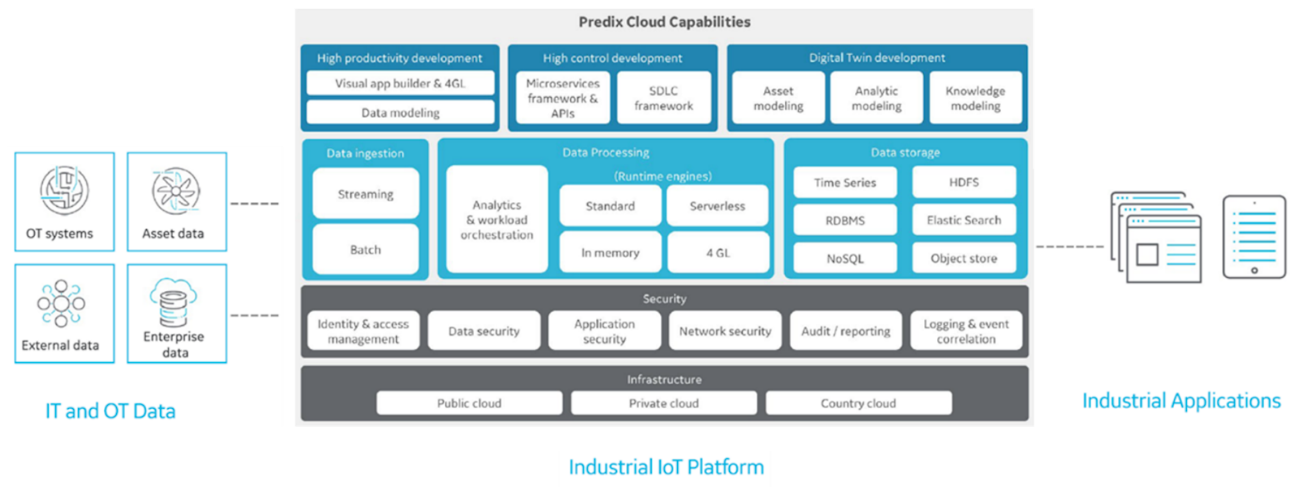 Predix Cloud Capabilities
High productivity development
Visual app builder & 4GL
Data modeling
High control development
Microservices
framework &
APIs
SDLC
framework
Digital Twin development
Asset
modeling
Analytic
modeling
Knowledge
modeling
OT systems
Asset data
External data
Enterprise
data
IT and OT Data
Data ingestion
Streaming
Batch
Data Processing
(Runtime engines)
Analytics
& workload
orchestration
Standard
Serverless
In memory
4 GL
Data storage
Time Series
HDFS
RDBMS
Elastic Search
NoSQL
Object store
Security
Identity & access
management
Data security
Application
security
Network security
Audit / reporting
Logging & event
correlation
Infrastructure
Public cloud
Private cloud
Country cloud
Industrial Applications
Industrial IoT Platform